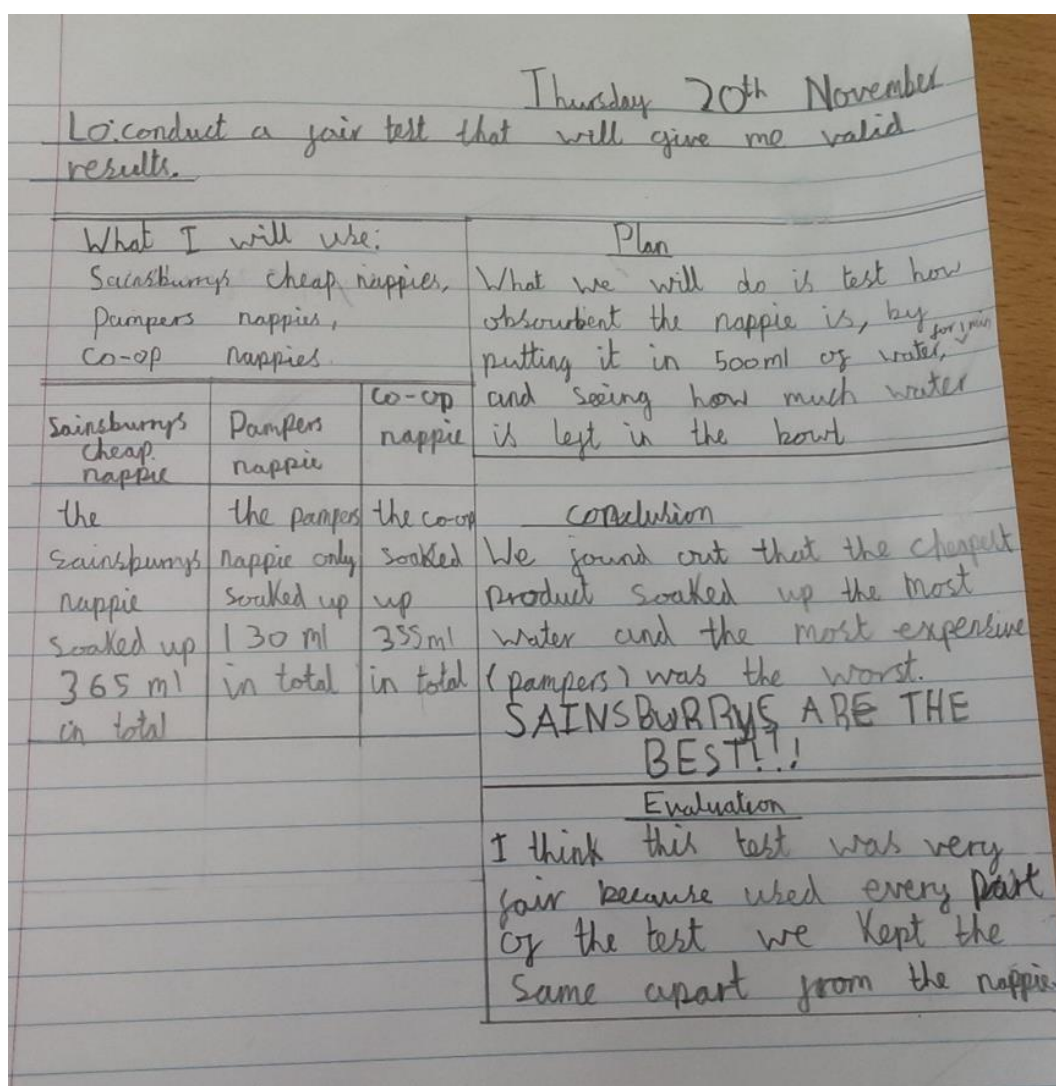 Thursday 20th November
Lo: conduct a fair test that will give me valid
results.
What I will use:
Sainsburrys cheap nappies,
Pampers nappies,
Co-op nappies.
Plan
What we will do is test how
obsourbent the nappie is, by
putting it in 500ml of water, for 1 min
and seeing how much water
is left in the bowl
Sainsburrys
cheap
nappie
Pampers
nappie
Co-op
nappie
the
sainsburrys
nappie
soaked up
365 ml
in total
the pampers
nappie only
soaked up
130 ml
in total
the co-op
soaked
up
355ml
in total
Conclusion
We found out that the cheapest
product soaked up the most
water and the most expensive
(pampers) was the worst.
SAINSBURRYS ARE THE
BEST!!!
Evaluation
I think this test was very
fair because used every part
of the test we Kept the
same apart from the nappie.